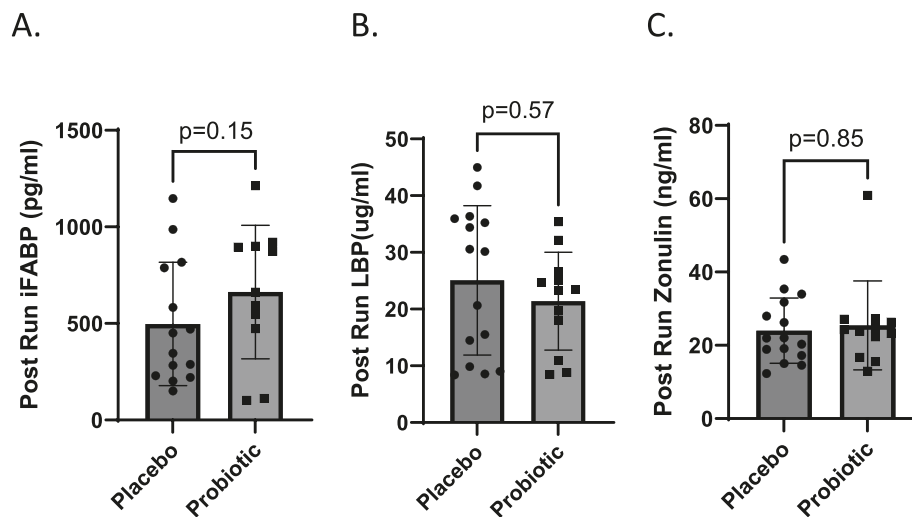 A.
B.
C.
Post Run iFABP (pg/ml)
1500
1000
500
0
p=0.15
Placebo
Probiotic
Post Run LBP(ug/ml)
50
40
30
20
10
0
p=0.57
Placebo
Probiotic
Post Run Zonulin (ng/ml)
80
60
40
20
0
p=0.85
Placebo
Probiotic